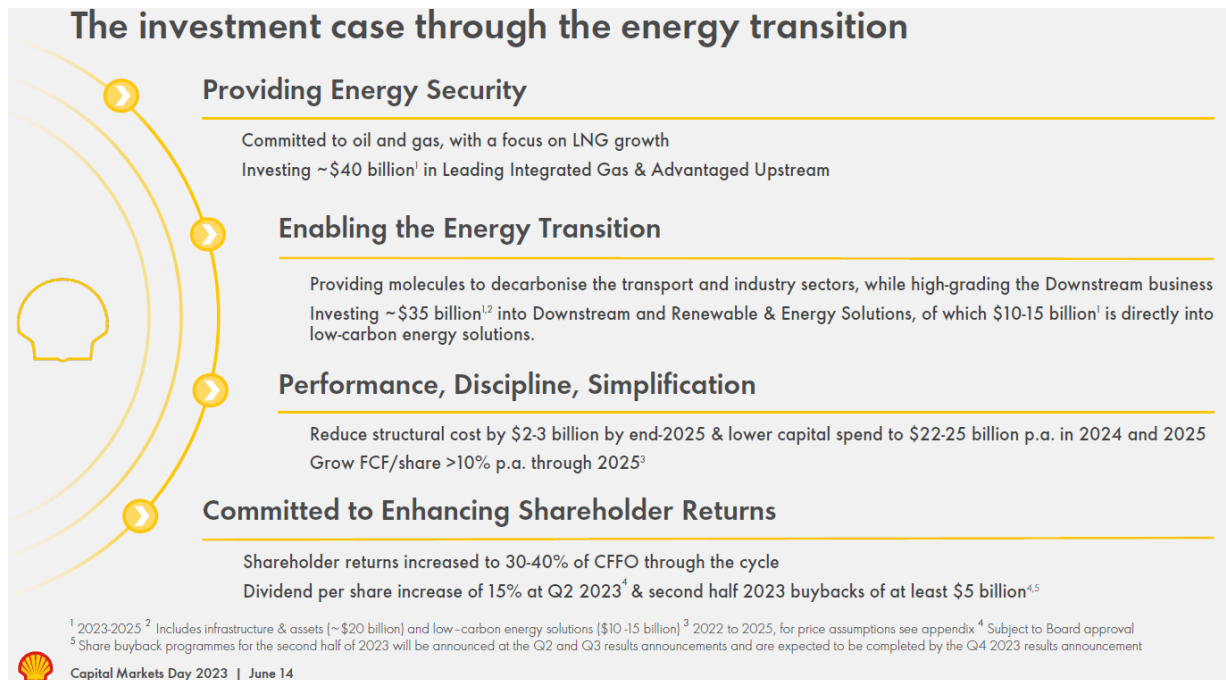 The investment case through the energy transition
Providing Energy Security
Committed to oil and gas, with a focus on LNG growth
Investing ~$40 billion¹ in Leading Integrated Gas & Advantaged Upstream
Enabling the Energy Transition
Providing molecules to decarbonise the transport and industry sectors, while high-grading the Downstream business
Investing ~$35 billion¹,² into Downstream and Renewable & Energy Solutions, of which $10-15 billion¹ is directly into
low-carbon energy solutions.
Performance, Discipline, Simplification
Reduce structural cost by $2-3 billion by end-2025 & lower capital spend to $22-25 billion p.a. in 2024 and 2025
Grow FCF/share >10% p.a. through 2025³
Committed to Enhancing Shareholder Returns
Shareholder returns increased to 30-40% of CFFO through the cycle
Dividend per share increase of 15% at Q2 2023⁴ & second half 2023 buybacks of at least $5 billion⁴,⁵
¹ 2023-2025 ² Includes infrastructure & assets (~$20 billion) and low-carbon energy solutions ($10 -15 billion) ³ 2022 to 2025, for price assumptions see appendix ⁴ Subject to Board approval
⁵ Share buyback programmes for the second half of 2023 will be announced at the Q2 and Q3 results announcements and are expected to be completed by the Q4 2023 results announcement
Capital Markets Day 2023 | June 14